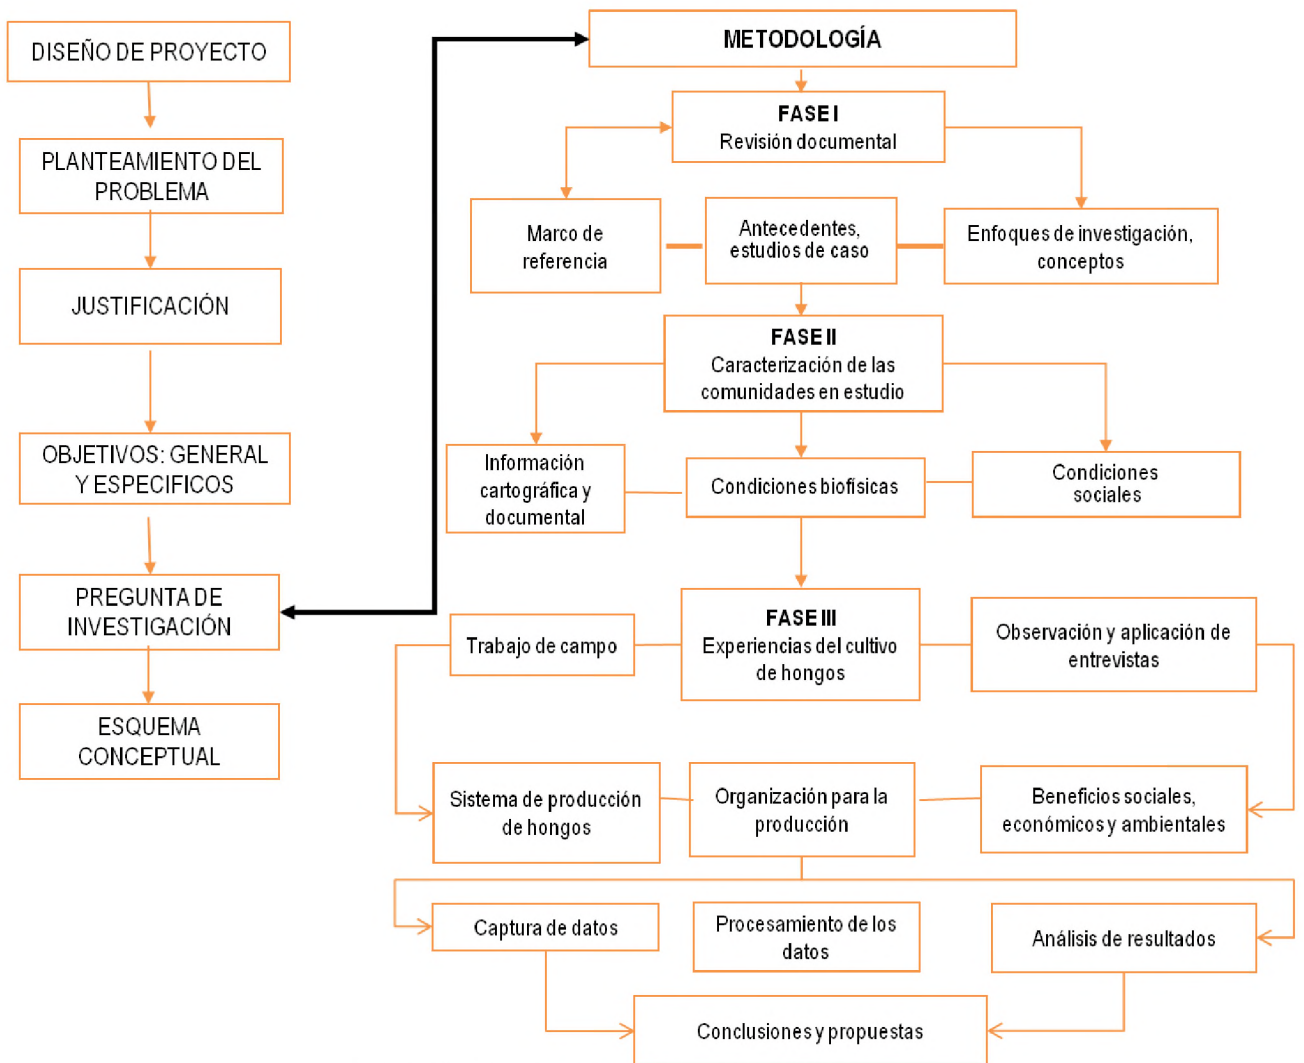 DISEÑO DE PROYECTO
PLANTEAMIENTO DEL
PROBLEMA
JUSTIFICACIÓN
OBJETIVOS: GENERAL
Y ESPECIFICOS
PREGUNTA DE
INVESTIGACIÓN
ESQUEMA
CONCEPTUAL
METODOLOGÍA
FASE I
Revisión documental
Marco de
referencia
Antecedentes,
estudios de caso
Enfoques de investigación,
conceptos
FASE II
Caracterización de las
comunidades en estudio
Información
cartográfica y
documental
Condiciones biofísicas
Condiciones
sociales
FASE III
Experiencias del cultivo
de hongos
Trabajo de campo
Observación y aplicación de
entrevistas
Sistema de producción
de hongos
Organización para la
producción
Beneficios sociales,
económicos y ambientales
Captura de datos
Procesamiento de los
datos
Análisis de resultados
Conclusiones y propuestas